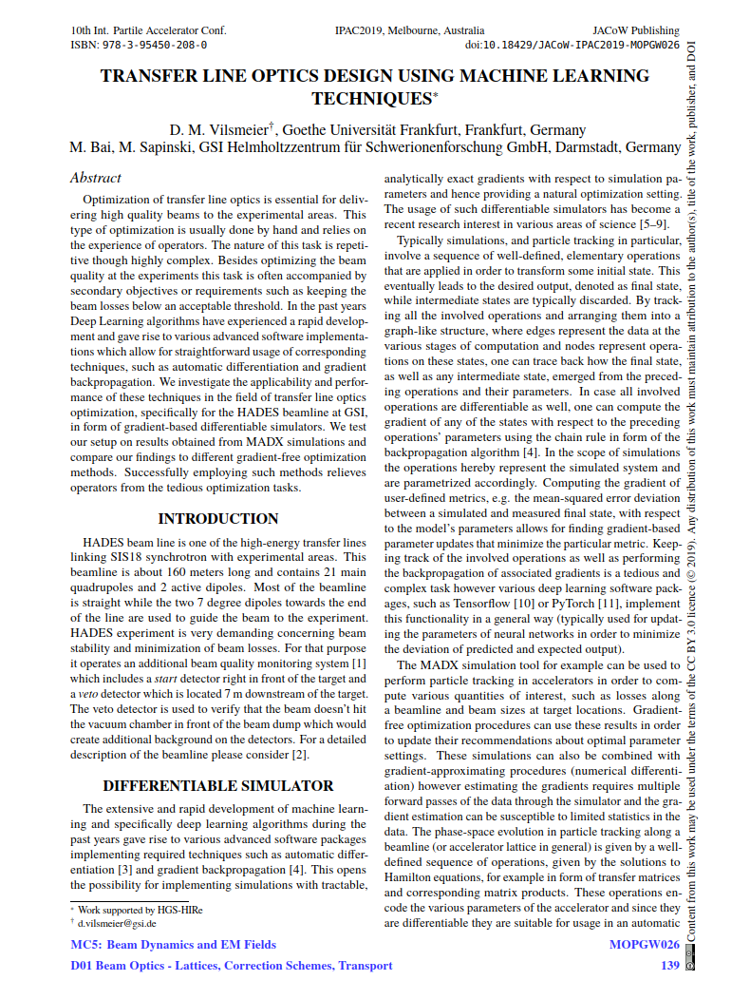 10th Int. Partile Accelerator Conf.
IPAC2019, Melbourne, Australia
JACoW Publishing
ISBN: 978-3-95450-208-0
doi:10.18429/JACoW-IPAC2019-MOPGW026
TRANSFER LINE OPTICS DESIGN USING MACHINE LEARNING
TECHNIQUES*
D. M. Vilsmeier†, Goethe Universität Frankfurt, Frankfurt, Germany
M. Bai, M. Sapinski, GSI Helmholtzzentrum für Schwerionenforschung GmbH, Darmstadt, Germany
Abstract
Optimization of transfer line optics is essential for deliv-
ering high quality beams to the experimental areas. This
type of optimization is usually done by hand and relies on
the experience of operators. The nature of this task is repeti-
tive though highly complex. Besides optimizing the beam
quality at the experiments this task is often accompanied by
secondary objectives or requirements such as keeping the
beam losses below an acceptable threshold. In the past years
Deep Learning algorithms have experienced a rapid develop-
ment and gave rise to various advanced software implementa-
tions which allow for straightforward usage of corresponding
techniques, such as automatic differentiation and gradient
backpropagation. We investigate the applicability and perfor-
mance of these techniques in the field of transfer line optics
optimization, specifically for the HADES beamline at GSI,
in form of gradient-based differentiable simulators. We test
our setup on results obtained from MADX simulations and
compare our findings to different gradient-free optimization
methods. Successfully employing such methods relieves
operators from the tedious optimization tasks.
INTRODUCTION
HADES beam line is one of the high-energy transfer lines
linking SIS18 synchrotron with experimental areas. This
beamline is about 160 meters long and contains 21 main
quadrupoles and 2 active dipoles. Most of the beamline
is straight while the two 7 degree dipoles towards the end
of the line are used to guide the beam to the experiment.
HADES experiment is very demanding concerning beam
stability and minimization of beam losses. For that purpose
it operates an additional beam quality monitoring system [1]
which includes a start detector right in front of the target and
a veto detector which is located 7 m downstream of the target.
The veto detector is used to verify that the beam doesn't hit
the vacuum chamber in front of the beam dump which would
create additional background on the detectors. For a detailed
description of the beamline please consider [2].
DIFFERENTIABLE SIMULATOR
The extensive and rapid development of machine learn-
ing and specifically deep learning algorithms during the
past years gave rise to various advanced software packages
implementing required techniques such as automatic differ-
entiation [3] and gradient backpropagation [4]. This opens
the possibility for implementing simulations with tractable,
* Work supported by HGS-HIRe
† d.vilsmeier@gsi.de
analytically exact gradients with respect to simulation pa-
rameters and hence providing a natural optimization setting.
The usage of such differentiable simulators has become a
recent research interest in various areas of science [5–9].
Typically simulations, and particle tracking in particular,
involve a sequence of well-defined, elementary operations
that are applied in order to transform some initial state. This
eventually leads to the desired output, denoted as final state,
while intermediate states are typically discarded. By track-
ing all the involved operations and arranging them into a
graph-like structure, where edges represent the data at the
various stages of computation and nodes represent opera-
tions on these states, one can trace back how the final state,
as well as any intermediate state, emerged from the preced-
ing operations and their parameters. In case all involved
operations are differentiable as well, one can compute the
gradient of any of the states with respect to the preceding
operations' parameters using the chain rule in form of the
backpropagation algorithm [4]. In the scope of simulations
the operations hereby represent the simulated system and
are parametrized accordingly. Computing the gradient of
user-defined metrics, e.g. the mean-squared error deviation
between a simulated and measured final state, with respect
to the model's parameters allows for finding gradient-based
parameter updates that minimize the particular metric. Keep-
ing track of the involved operations as well as performing
the backpropagation of associated gradients is a tedious and
complex task however various deep learning software pack-
ages, such as Tensorflow [10] or PyTorch [11], implement
this functionality in a general way (typically used for updat-
ing the parameters of neural networks in order to minimize
the deviation of predicted and expected output).
The MADX simulation tool for example can be used to
perform particle tracking in accelerators in order to com-
pute various quantities of interest, such as losses along
a beamline and beam sizes at target locations. Gradient-
free optimization procedures can use these results in order
to update their recommendations about optimal parameter
settings. These simulations can also be combined with
gradient-approximating procedures (numerical differenti-
ation) however estimating the gradients requires multiple
forward passes of the data through the simulator and the gra-
dient estimation can be susceptible to limited statistics in the
data. The phase-space evolution in particle tracking along a
beamline (or accelerator lattice in general) is given by a well-
defined sequence of operations, given by the solutions to
Hamilton equations, for example in form of transfer matrices
and corresponding matrix products. These operations en-
code the various parameters of the accelerator and since they
are differentiable they are suitable for usage in an automatic
MC5: Beam Dynamics and EM Fields
MOPGW026
D01 Beam Optics - Lattices, Correction Schemes, Transport
139
Content from this work may be used under the terms of the CC BY 3.0 licence (© 2019). Any distribution of this work must maintain attribution to the author(s), title of the work, publisher, and DOI